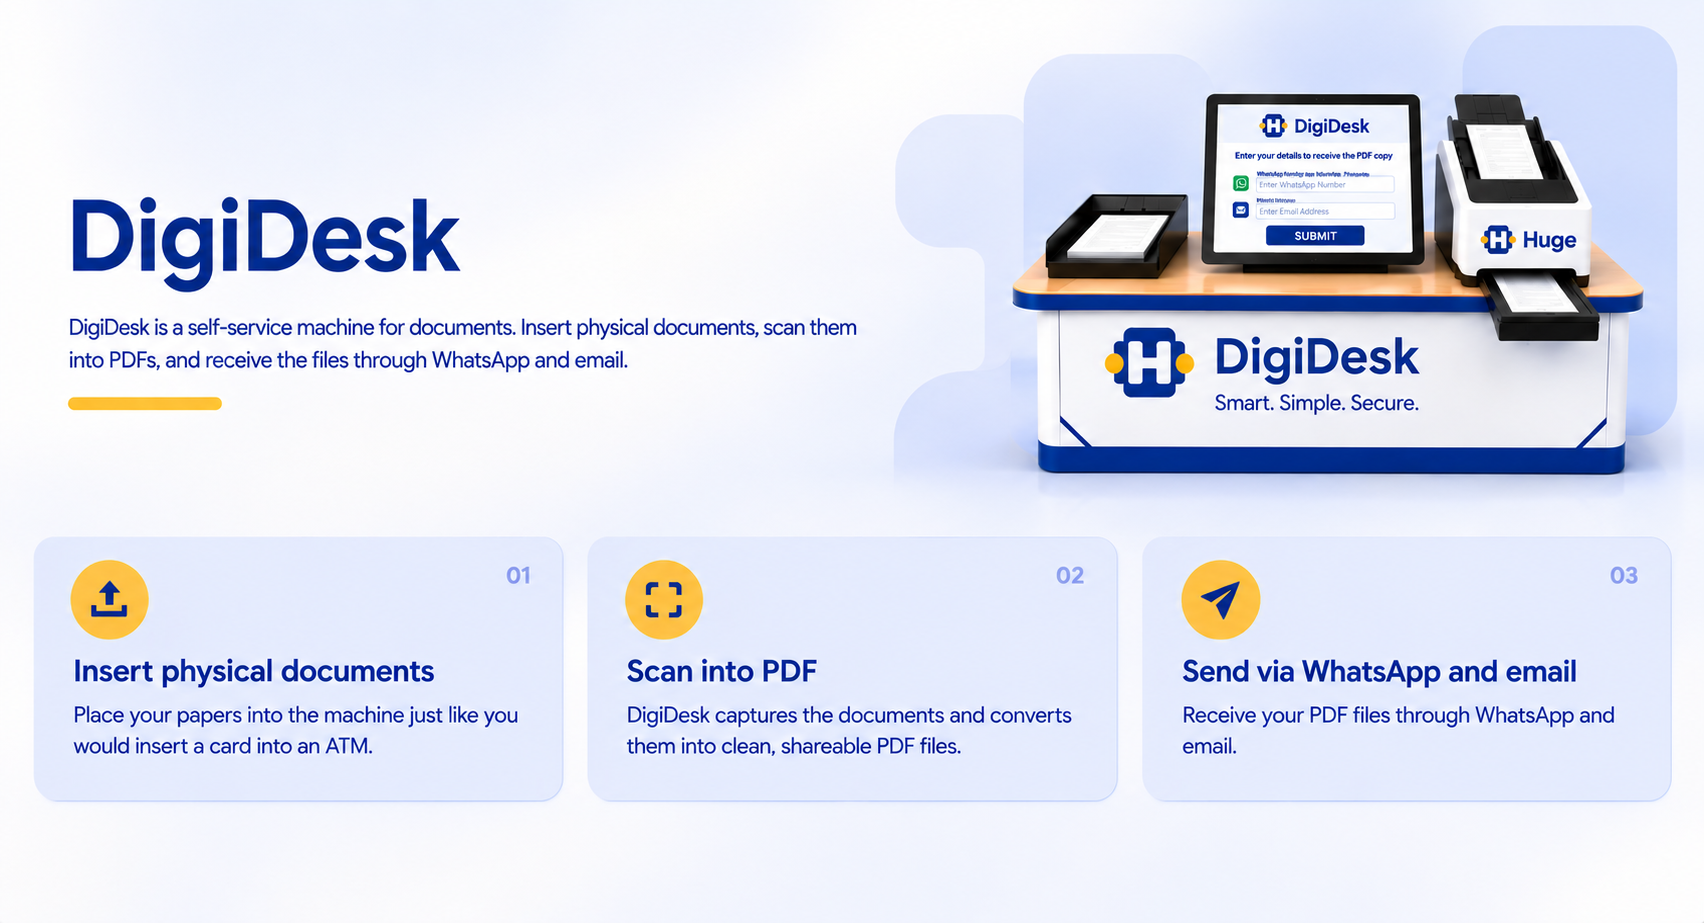 DigiDesk
DigiDesk is a self-service machine for documents. Insert physical documents, scan them
into PDFs, and receive the files through WhatsApp and email.
H DigiDesk
Enter your details to receive the PDF copy
Enter WhatsApp Number
Enter Email Address
SUBMIT
H Huge
H DigiDesk
Smart. Simple. Secure.
01
Insert physical documents
Place your papers into the machine just like you
would insert a card into an ATM.
02
Scan into PDF
DigiDesk captures the documents and converts
them into clean, shareable PDF files.
03
Send via WhatsApp and email
Receive your PDF files through WhatsApp and
email.